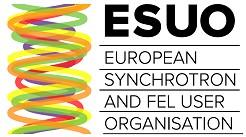 ESUO
EUROPEAN
SYNCHROTRON
AND FEL USER
ORGANISATION